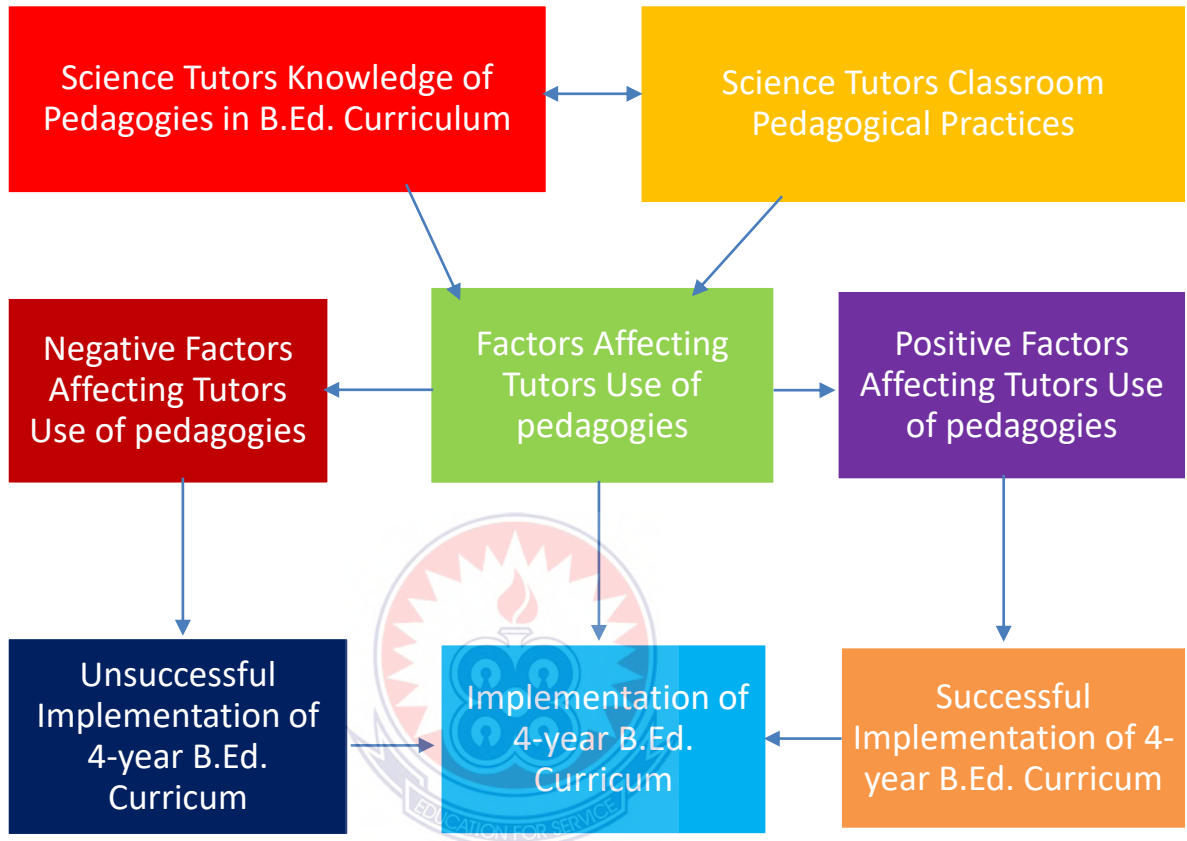 Science Tutors Knowledge of
Pedagogies in B.Ed. Curriculum
Science Tutors Classroom
Pedagogical Practices
Negative Factors
Affecting Tutors
Use of pedagogies
Factors Affecting
Tutors Use of
pedagogies
Positive Factors
Affecting Tutors Use
of pedagogies
Unsuccessful
Implementation of
4-year B.Ed.
Curricum
Implementation of
4-year B.Ed.
Curricum
Successful
Implementation of 4-
year B.Ed. Curricum
EDUCATION FOR SERVICE